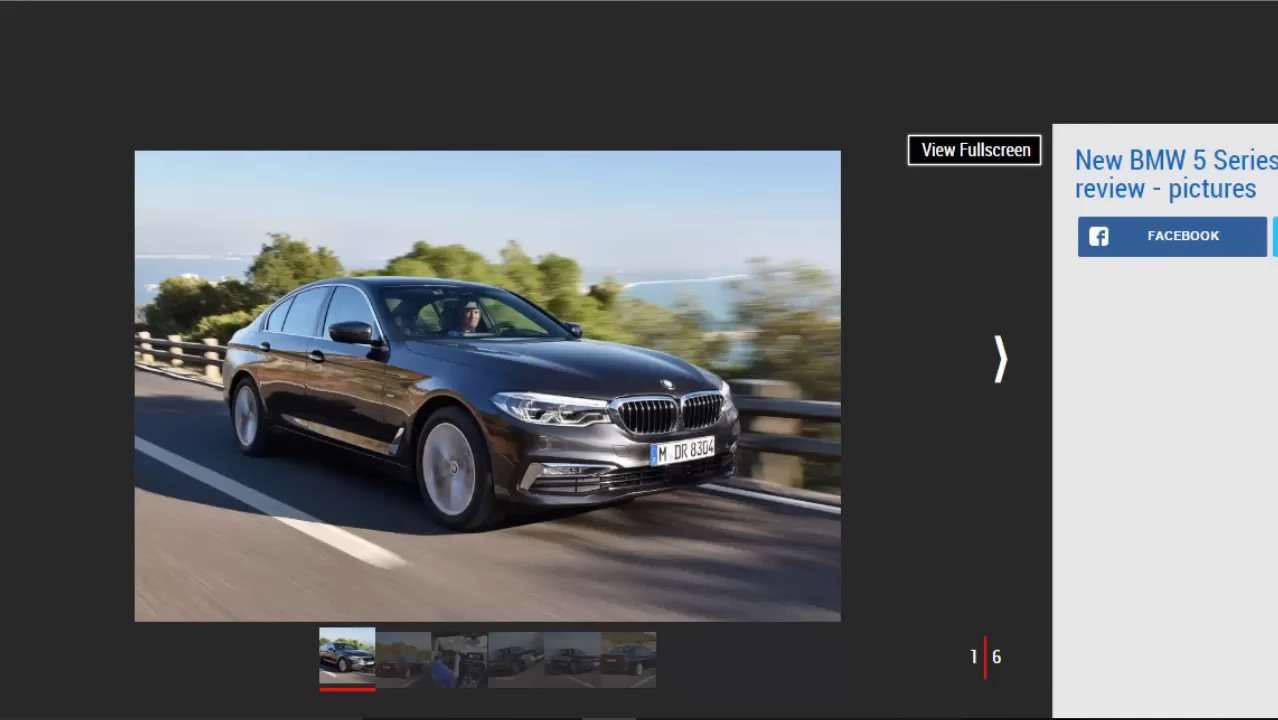 View Fullscreen
New BMW 5 Series
review - pictures
FACEBOOK
M DR 8304
1 6